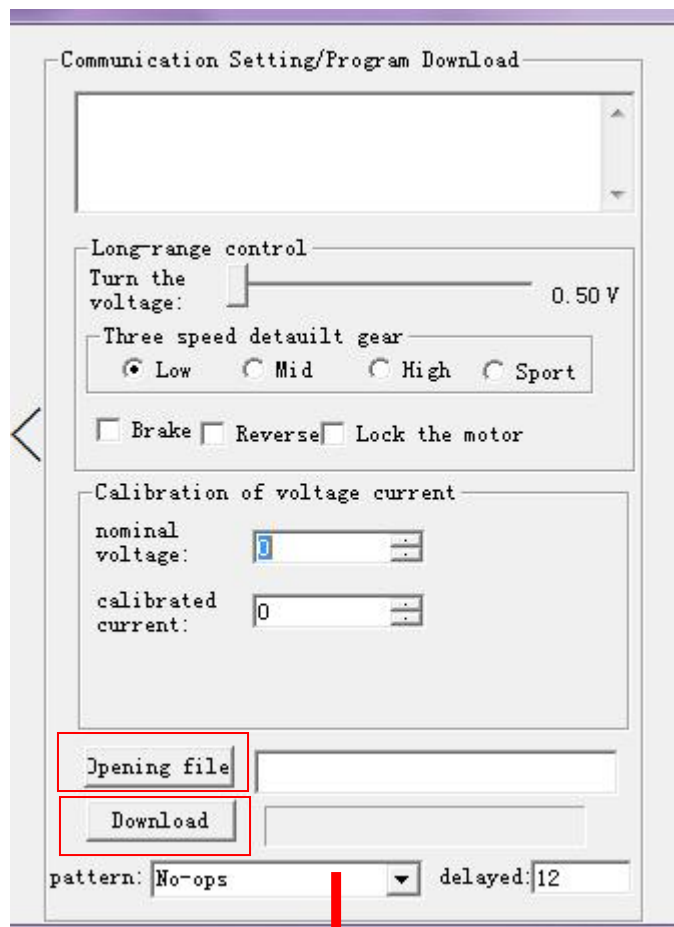 Communication Setting/Program Download
Long-range control
Turn the
voltage:
0.50 V
Three speed detauilt gear
Low Mid High Sport
Brake Reverse Lock the motor
Calibration of voltage current
nominal
voltage:
0
calibrated
current:
0
Opening file
Download
pattern: No-ops delayed: 12